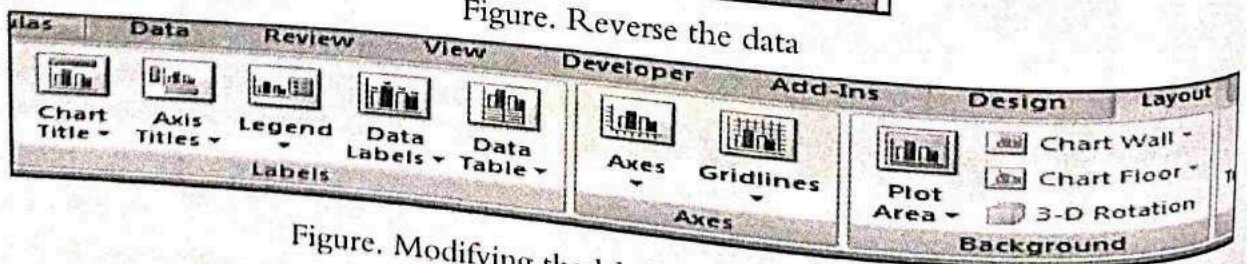 Figure. Reverse the data
Data Review View Developer Add-Ins Design Layout
Chart Title Axis Titles Legend Data Labels Data Table
Labels
Axes Gridlines
Axes
Plot Area Chart Wall
Chart Floor
3-D Rotation
Background
Figure. Modifying the